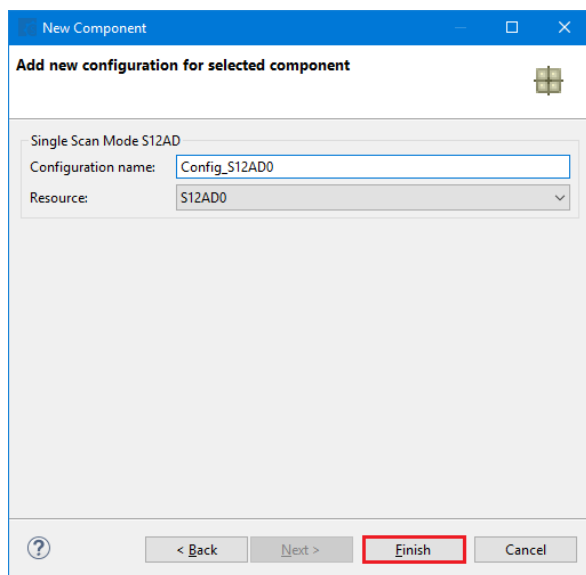 New Component
Add new configuration for selected component
Single Scan Mode S12AD
Configuration name: Config_S12AD0
Resource: S12AD0
? < Back Next > Finish Cancel